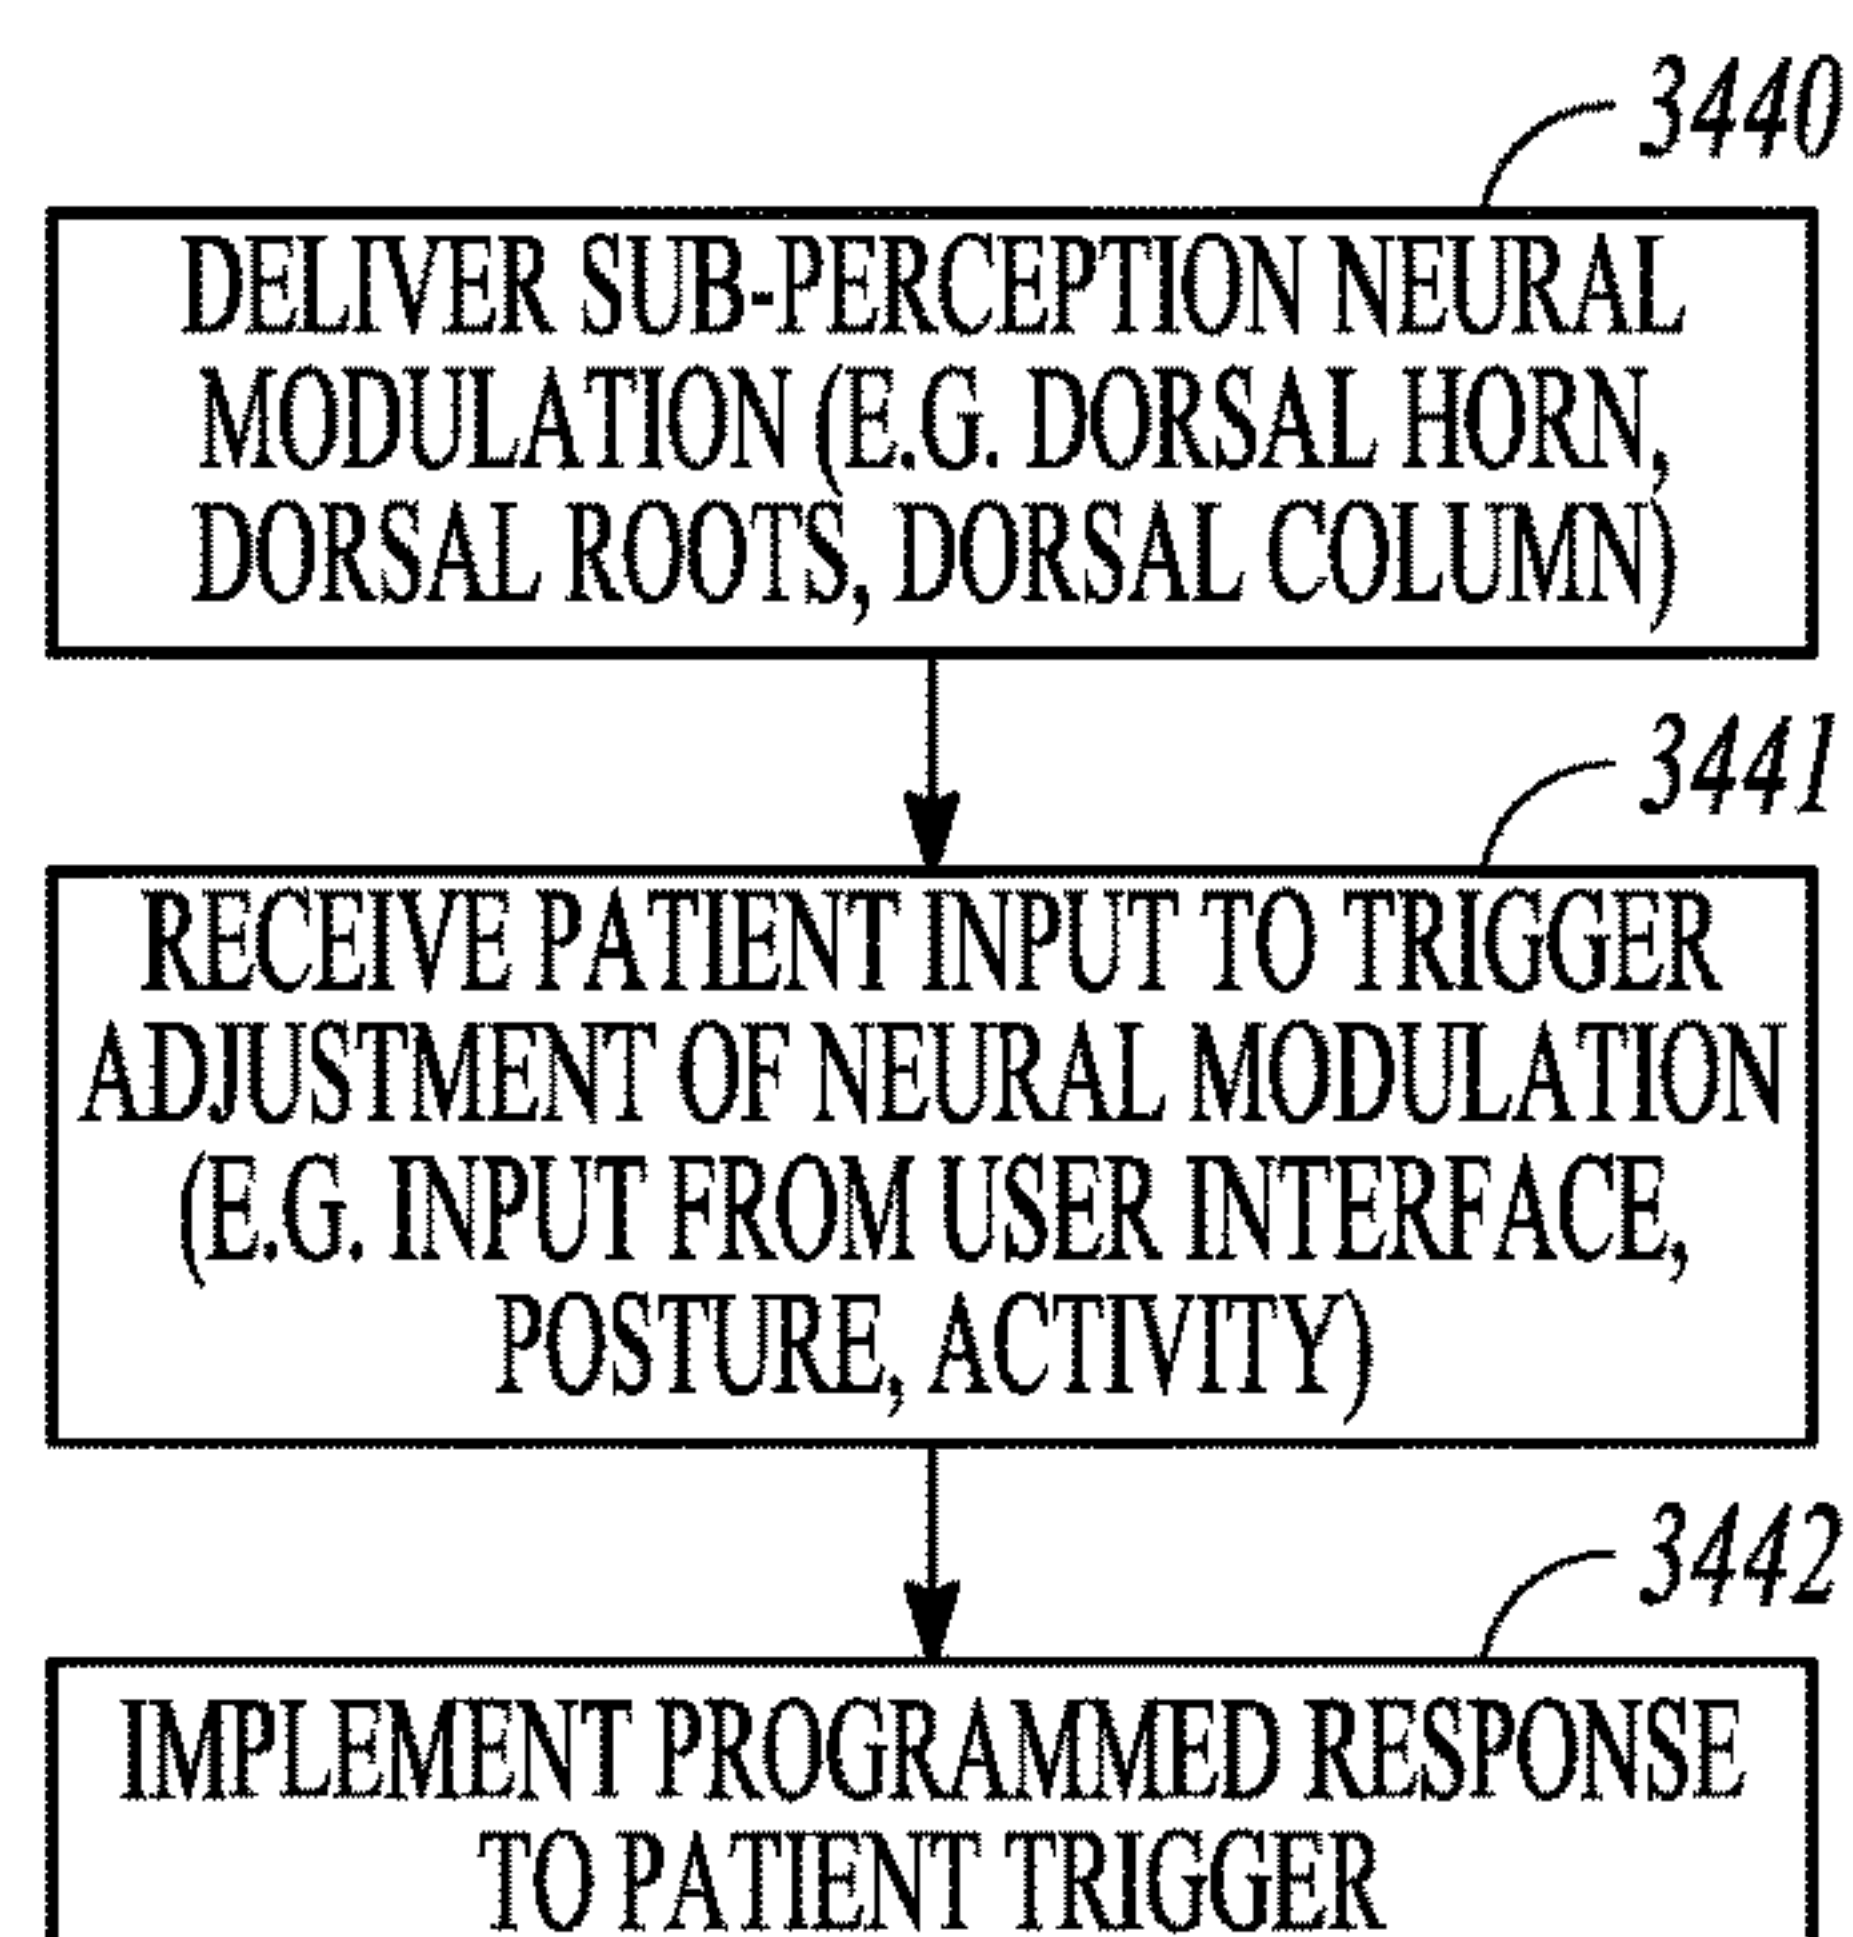 3440
DELIVER SUB-PERCEPTION NEURAL
MODULATION (E.G. DORSAL HORN,
DORSAL ROOTS, DORSAL COLUMN)
3441
RECEIVE PATIENT INPUT TO TRIGGER
ADJUSTMENT OF NEURAL MODULATION
(E.G. INPUT FROM USER INTERFACE,
POSTURE, ACTIVITY)
3442
IMPLEMENT PROGRAMMED RESPONSE
TO PATIENT TRIGGER